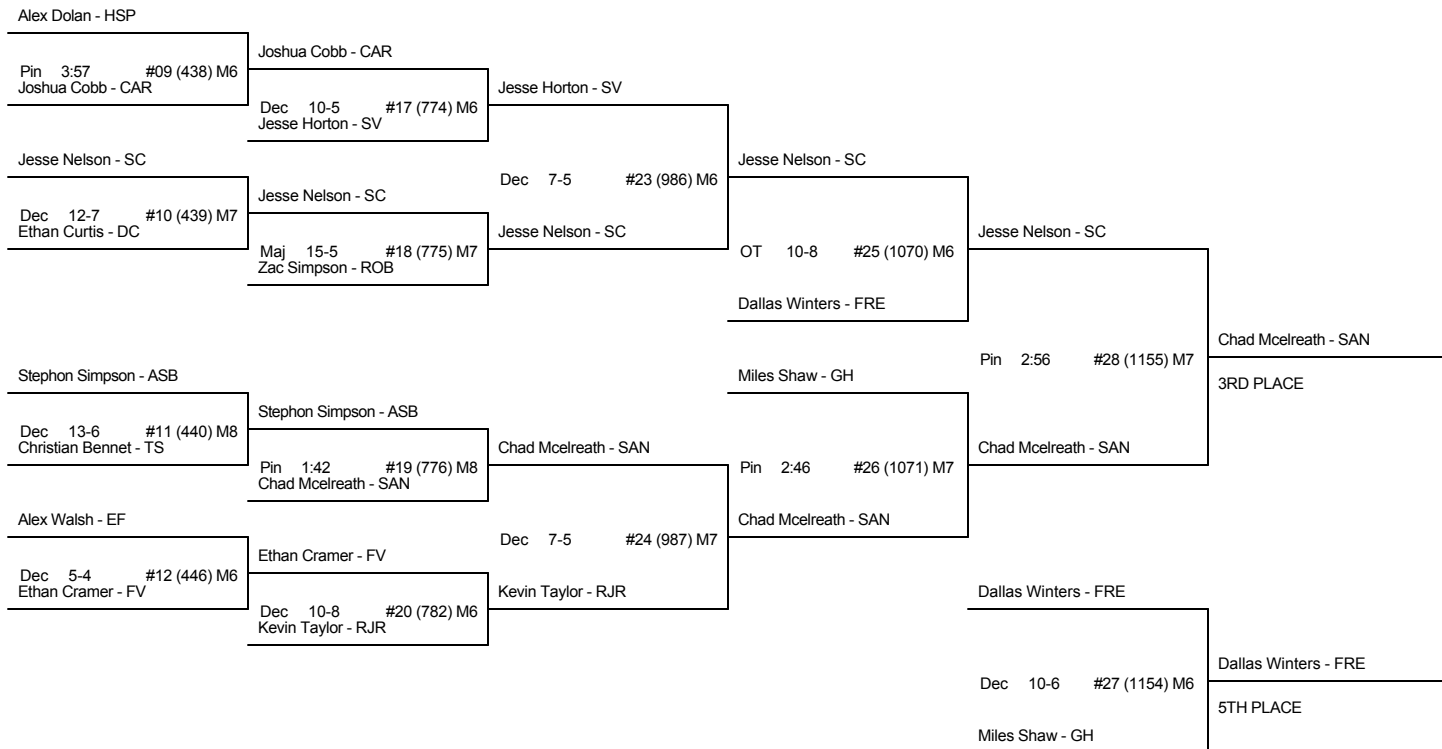 Alex Dolan - HSP
Pin 3:57 #09 (438) M6
Joshua Cobb - CAR
Jesse Nelson - SC
Dec 12-7 #10 (439) M7
Ethan Curtis - DC
Stephon Simpson - ASB
Dec 13-6 #11 (440) M8
Christian Bennet - TS
Alex Walsh - EF
Dec 5-4 #12 (446) M6
Ethan Cramer - FV
Joshua Cobb - CAR
Dec 10-5 #17 (774) M6
Jesse Horton - SV
Jesse Nelson - SC
Maj 15-5 #18 (775) M7
Zac Simpson - ROB
Stephon Simpson - ASB
Pin 1:42 #19 (776) M8
Chad Mcelreath - SAN
Ethan Cramer - FV
Dec 10-8 #20 (782) M6
Kevin Taylor - RJR
Jesse Horton - SV
Dec 7-5 #23 (986) M6
Jesse Nelson - SC
Chad Mcelreath - SAN
Dec 7-5 #24 (987) M7
Kevin Taylor - RJR
Jesse Nelson - SC
OT 10-8 #25 (1070) M6
Dallas Winters - FRE
Miles Shaw - GH
Pin 2:46 #26 (1071) M7
Chad Mcelreath - SAN
Jesse Nelson - SC
Pin 2:56 #28 (1155) M7
Chad Mcelreath - SAN
Dallas Winters - FRE
Dec 10-6 #27 (1154) M6
Miles Shaw - GH
Chad Mcelreath - SAN
3RD PLACE
Dallas Winters - FRE
5TH PLACE